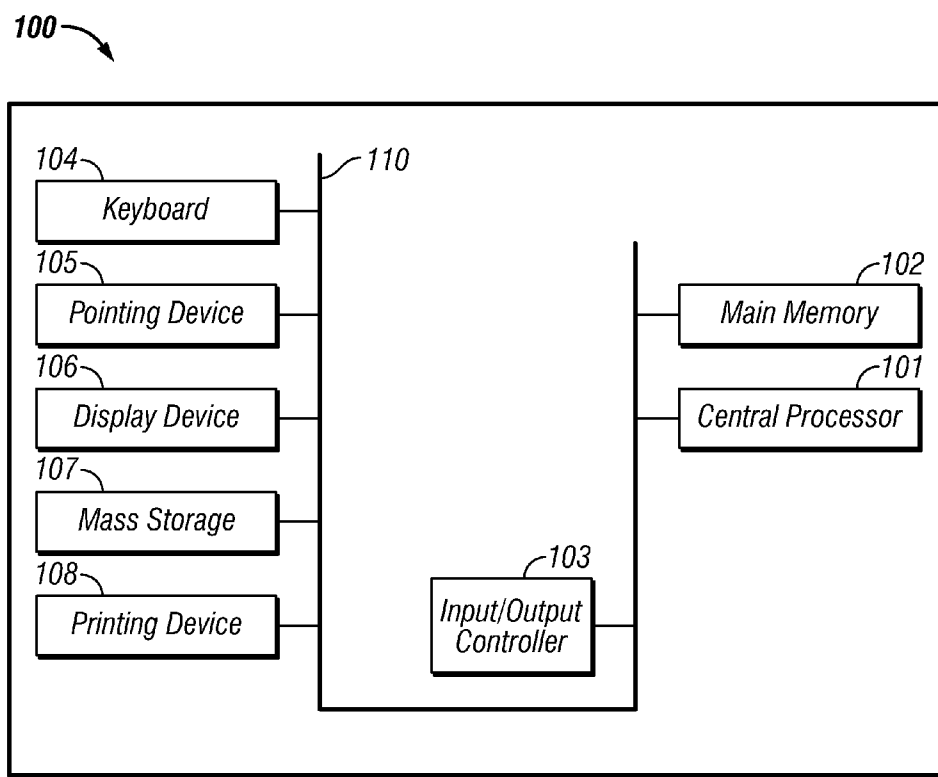 100
104
110
Keyboard
105
Pointing Device
102
Main Memory
106
Display Device
101
Central Processor
107
Mass Storage
103
Input/Output
Controller
108
Printing Device